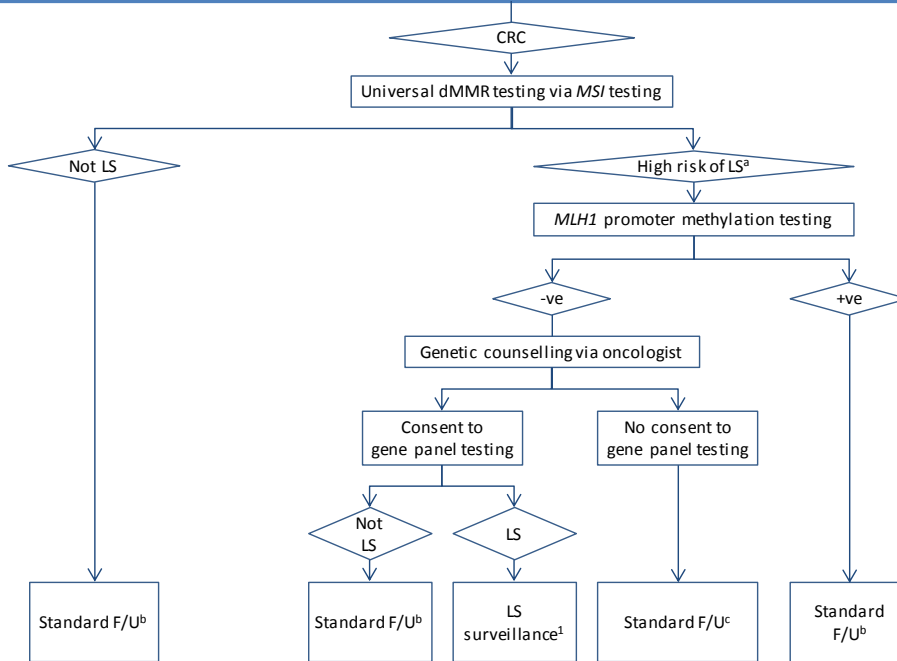 CRC
Universal dMMR testing via MSI testing
Not LS
High risk of LSᵃ
MLH1 promoter methylation testing
-ve
+ve
Genetic counselling via oncologist
Consent to
gene panel testing
No consent to
gene panel testing
Not
LS
LS
Standard F/Uᵇ
Standard F/Uᵇ
LS
surveillance¹
Standard F/Uᶜ
Standard
F/Uᵇ